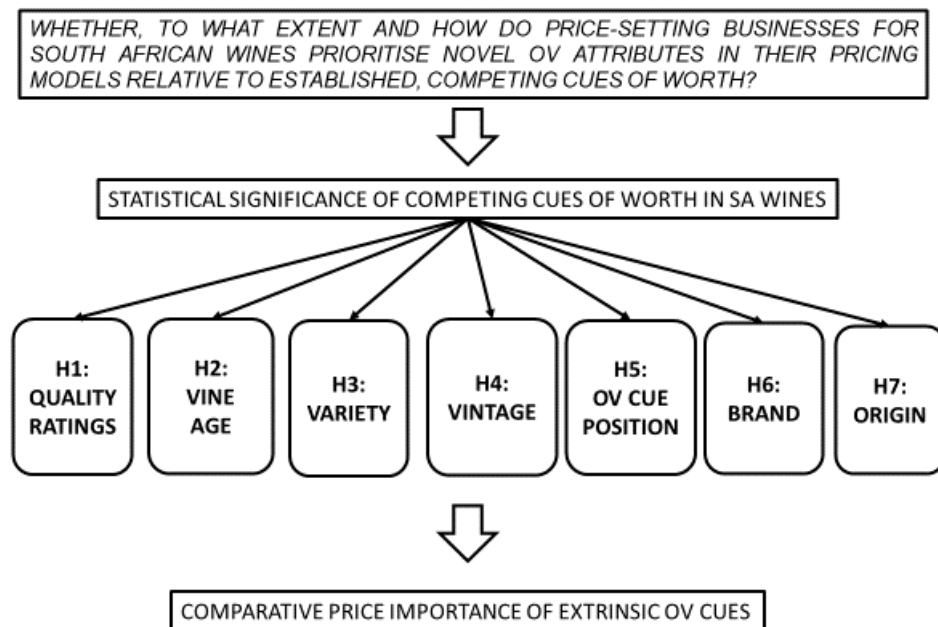 WHETHER, TO WHAT EXTENT AND HOW DO PRICE-SETTING BUSINESSES FOR
SOUTH AFRICAN WINES PRIORITISE NOVEL OV ATTRIBUTES IN THEIR PRICING
MODELS RELATIVE TO ESTABLISHED, COMPETING CUES OF WORTH?
STATISTICAL SIGNIFICANCE OF COMPETING CUES OF WORTH IN SA WINES
H1:
QUALITY
RATINGS
H2:
VINE
AGE
H3:
VARIETY
H4:
VINTAGE
H5:
OV CUE
POSITION
H6:
BRAND
H7:
ORIGIN
COMPARATIVE PRICE IMPORTANCE OF EXTRINSIC OV CUES